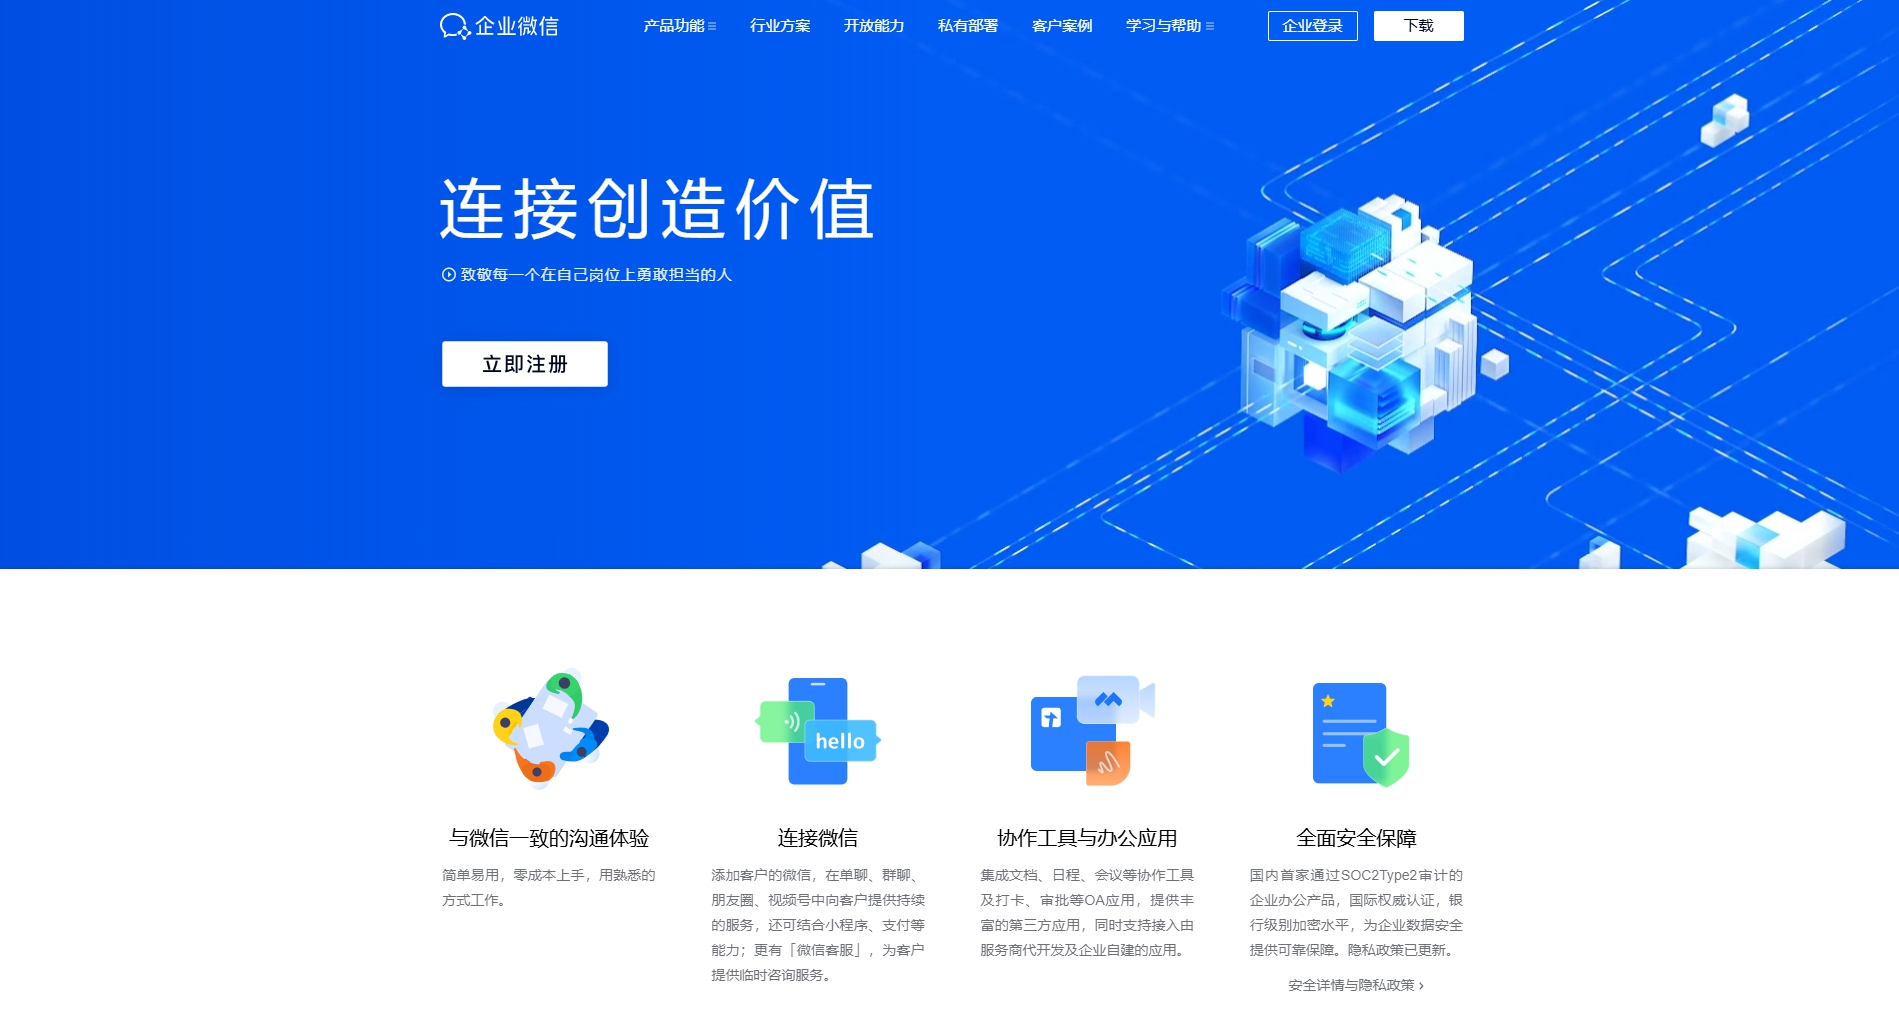 企业微信
产品功能 行业方案 开放能力 私有部署 客户案例 学习与帮助 企业登录 下载
连接创造价值
致敬每一个在自己岗位上勇敢担当的人
立即注册
hello
与微信一致的沟通体验
简单易用，零成本上手，用熟悉的
方式工作。
连接微信
添加客户的微信，在单聊、群聊、
朋友圈、视频号中向客户提供持续
的服务，还可结合小程序、支付等
能力；更有「微信客服」，为客户
提供临时咨询服务。
协作工具与办公应用
集成文档、日程、会议等协作工具
及打卡、审批等OA应用，提供丰
富的第三方应用，同时支持接入由
服务商代开发及企业自建的应用。
全面安全保障
国内首家通过SOC2Type2审计的
企业办公产品，国际权威认证，银
行级别加密水平，为企业数据安全
提供可靠保障。隐私政策已更新。
安全详情与隐私政策 ›